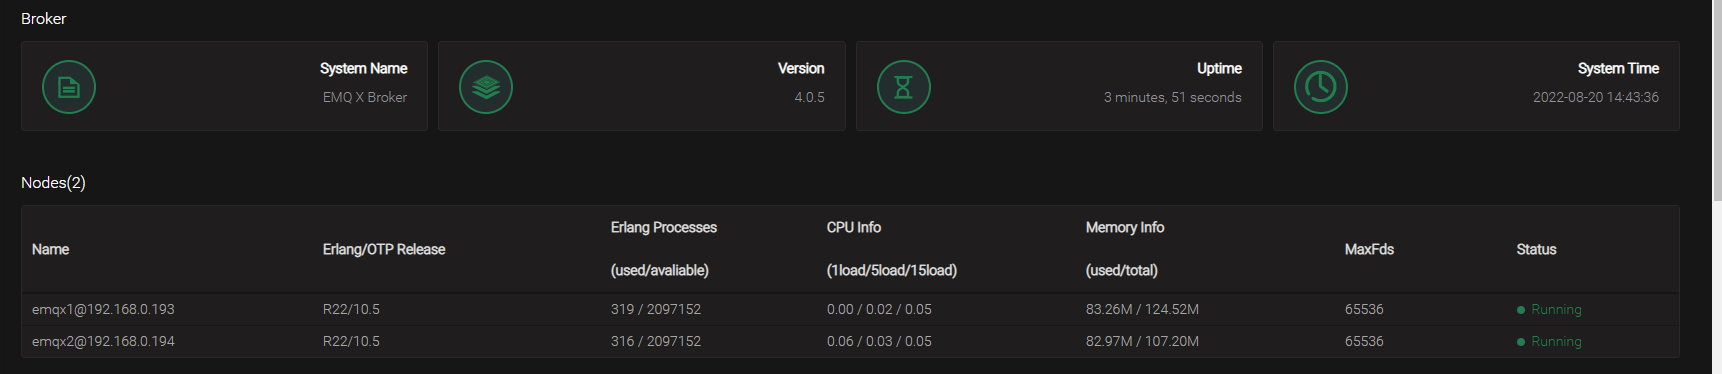 Broker
System Name
EMQ X Broker
Version
4.0.5
Uptime
3 minutes, 51 seconds
System Time
2022-08-20 14:43:36
Nodes(2)
Name Erlang/OTP Release Erlang Processes (used/avaliable) CPU Info (1load/5load/15load) Memory Info (used/total) MaxFds Status
emqx1@192.168.0.193 R22/10.5 319 / 2097152 0.00 / 0.02 / 0.05 83.26M / 124.52M 65536 Running
emqx2@192.168.0.194 R22/10.5 316 / 2097152 0.06 / 0.03 / 0.05 82.97M / 107.20M 65536 Running